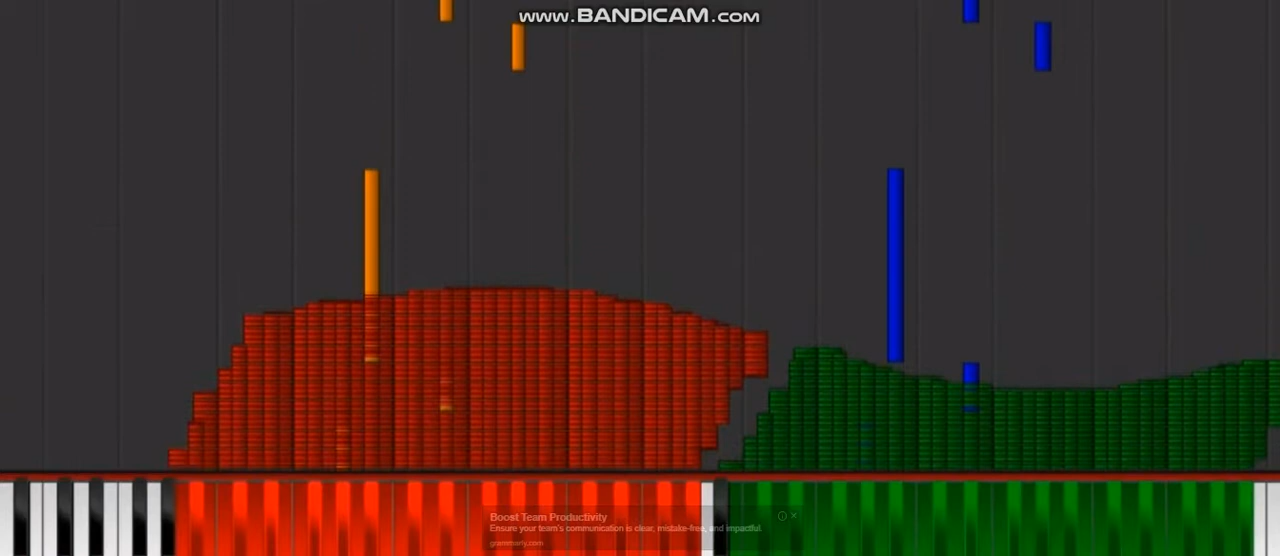 www.BANDICAM.com
Boost Team Productivity
Ensure your team's communication is clear, mistake-free, and impactful.
grammarly.com